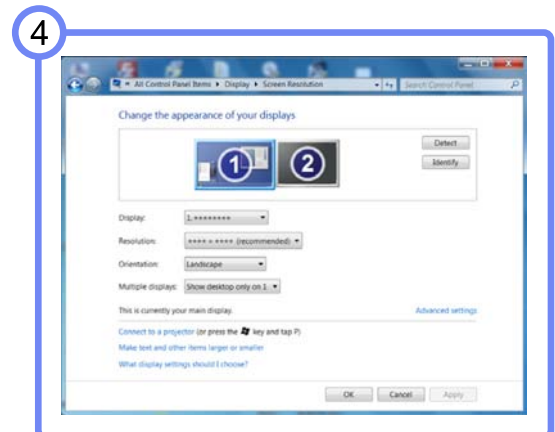 4
All Control Panel Items ▸ Display ▸ Screen Resolution
Search Control Panel
Change the appearance of your displays
1
2
Detect
Identify
Display: 1.********
Resolution: **** × **** (recommended)
Orientation: Landscape
Multiple displays: Show desktop only on 1
This is currently your main display. Advanced settings
Connect to a projector (or press the key and tap P)
Make text and other items larger or smaller
What display settings should I choose?
OK Cancel Apply